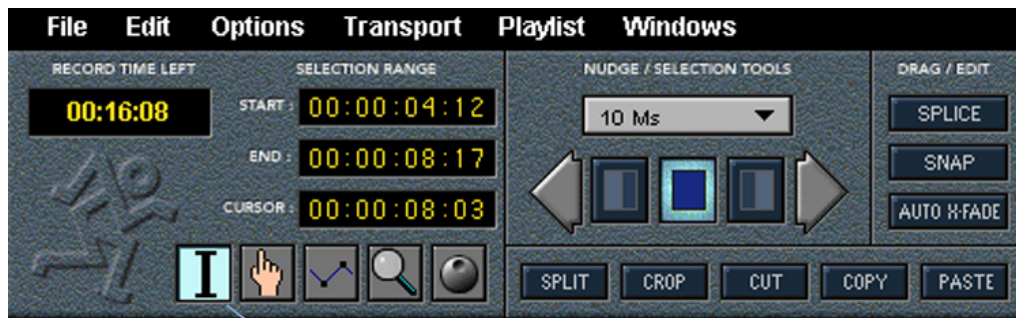 File Edit Options Transport Playlist Windows
RECORD TIME LEFT
00:16:08
SELECTION RANGE
START : 00:00:04:12
END : 00:00:08:17
CURSOR : 00:00:08:03
NUDGE / SELECTION TOOLS
10 Ms
DRAG / EDIT
SPLICE
SNAP
AUTO X-FADE
SPLIT CROP CUT COPY PASTE